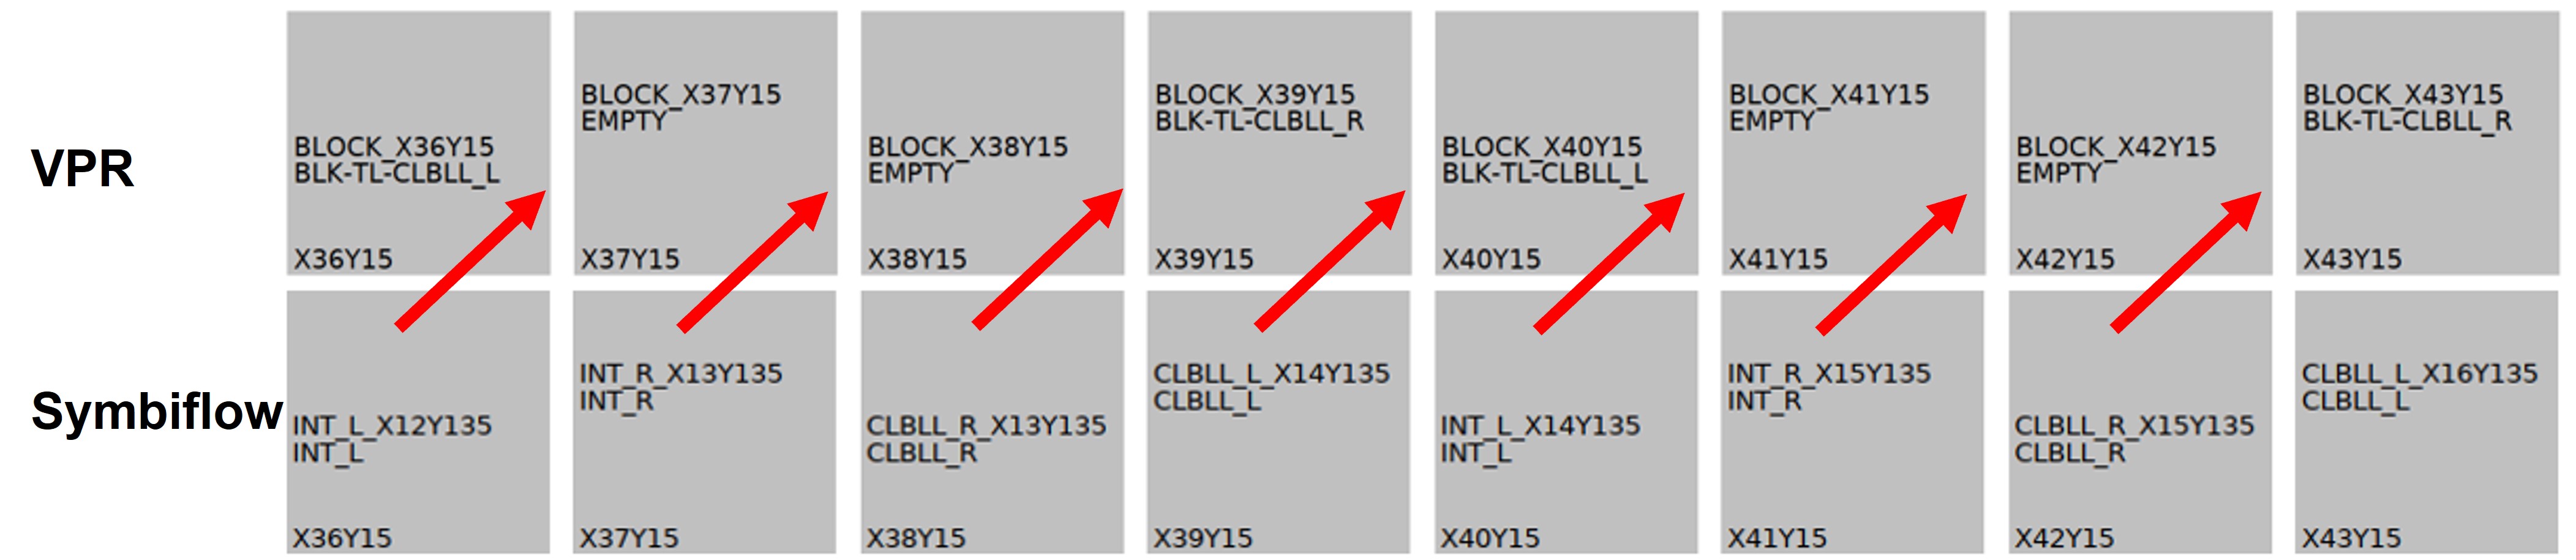 VPR
BLOCK_X36Y15
BLK-TL-CLBLL_L
X36Y15
BLOCK_X37Y15
EMPTY
X37Y15
BLOCK_X38Y15
EMPTY
X38Y15
BLOCK_X39Y15
BLK-TL-CLBLL_R
X39Y15
BLOCK_X40Y15
BLK-TL-CLBLL_L
X40Y15
BLOCK_X41Y15
EMPTY
X41Y15
BLOCK_X42Y15
EMPTY
X42Y15
BLOCK_X43Y15
BLK-TL-CLBLL_R
X43Y15
Symbiflow
INT_L_X12Y135
INT_L
X36Y15
INT_R_X13Y135
INT_R
X37Y15
CLBLL_R_X13Y135
CLBLL_R
X38Y15
CLBLL_L_X14Y135
CLBLL_L
X39Y15
INT_L_X14Y135
INT_L
X40Y15
INT_R_X15Y135
INT_R
X41Y15
CLBLL_R_X15Y135
CLBLL_R
X42Y15
CLBLL_L_X16Y135
CLBLL_L
X43Y15